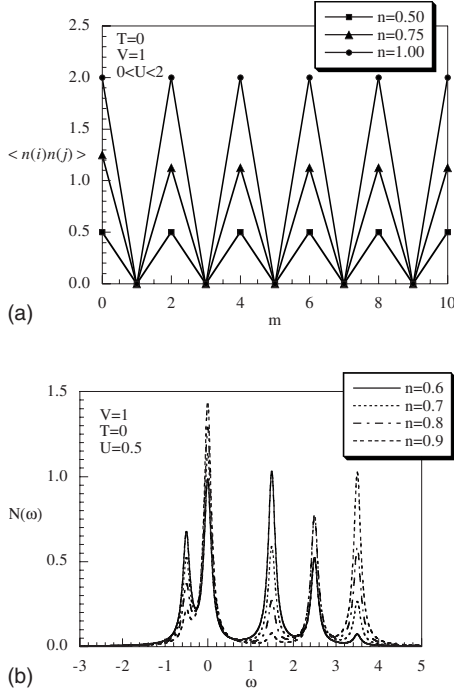 T=0
V=1
0<U<2
n=0.50
n=0.75
n=1.00
2.5
2.0
1.5
1.0
0.5
0.0
< n(i)n(j) >
0 2 4 6 8 10
m
(a)
V=1
T=0
U=0.5
n=0.6
n=0.7
n=0.8
n=0.9
1.5
1.0
0.5
0.0
N(ω)
-3 -2 -1 0 1 2 3 4 5
ω
(b)